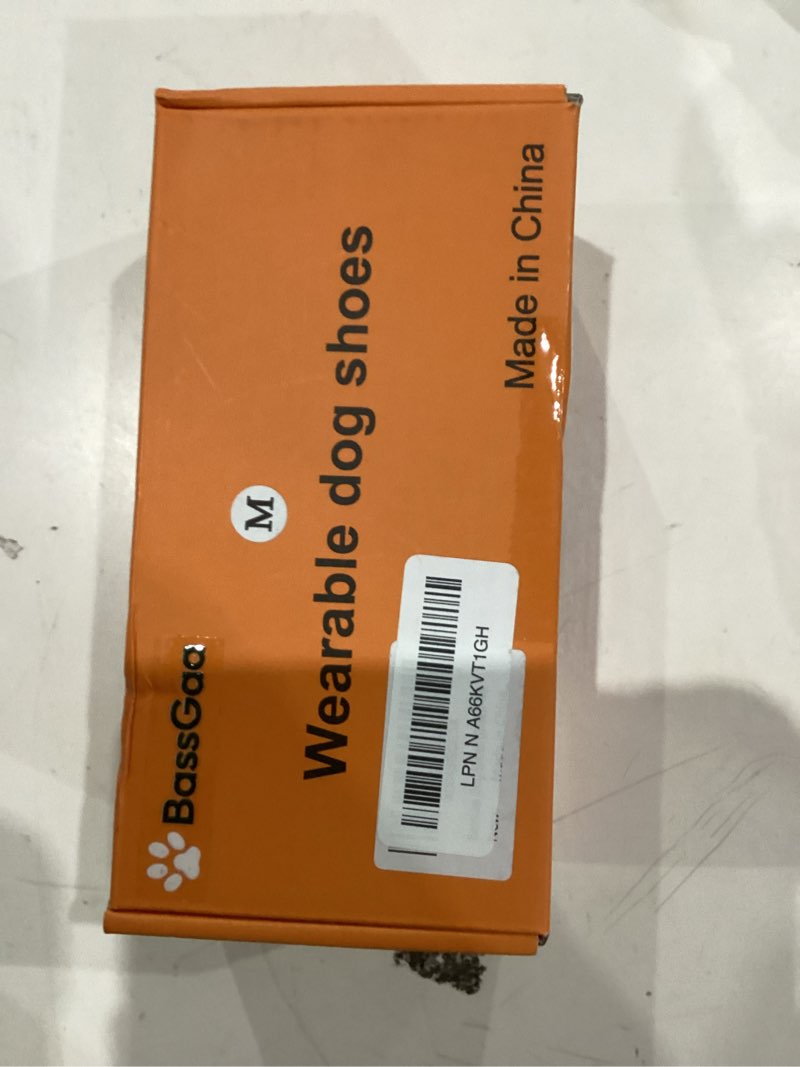 BassGaa
M
Wearable dog shoes
LPN N A66KVT1GH
Made in China